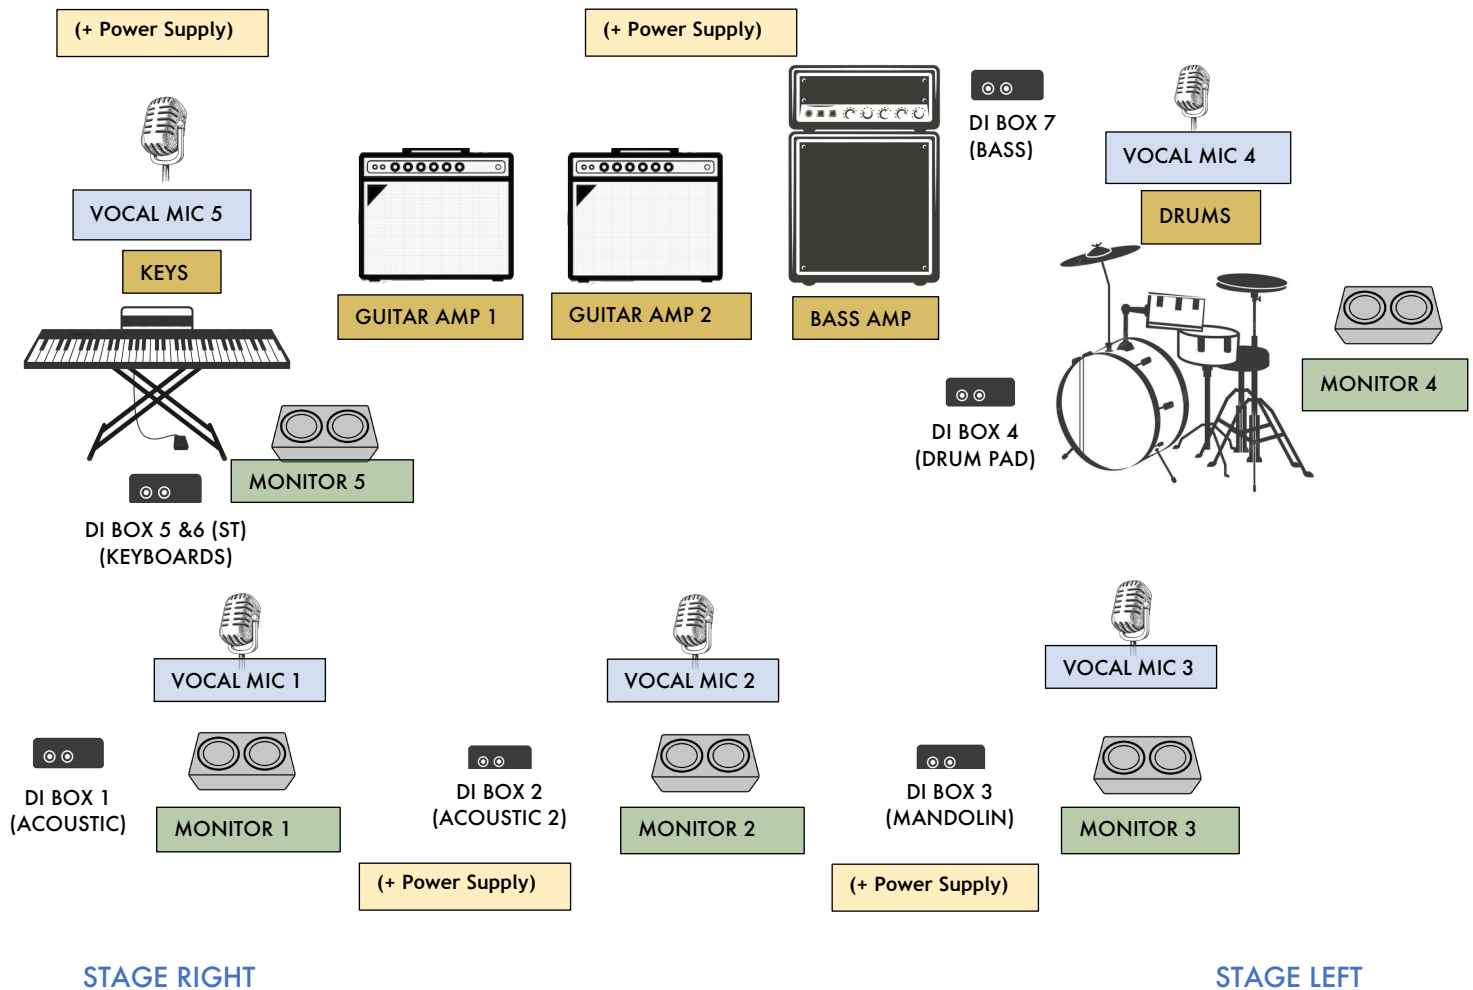 (+ Power Supply)
(+ Power Supply)
DI BOX 7
(BASS)
VOCAL MIC 4
VOCAL MIC 5
DRUMS
KEYS
GUITAR AMP 1
GUITAR AMP 2
BASS AMP
MONITOR 4
DI BOX 4
(DRUM PAD)
MONITOR 5
DI BOX 5 &6 (ST)
(KEYBOARDS)
VOCAL MIC 1
VOCAL MIC 2
VOCAL MIC 3
DI BOX 1
(ACOUSTIC)
MONITOR 1
DI BOX 2
(ACOUSTIC 2)
MONITOR 2
DI BOX 3
(MANDOLIN)
MONITOR 3
(+ Power Supply)
(+ Power Supply)
STAGE RIGHT
STAGE LEFT